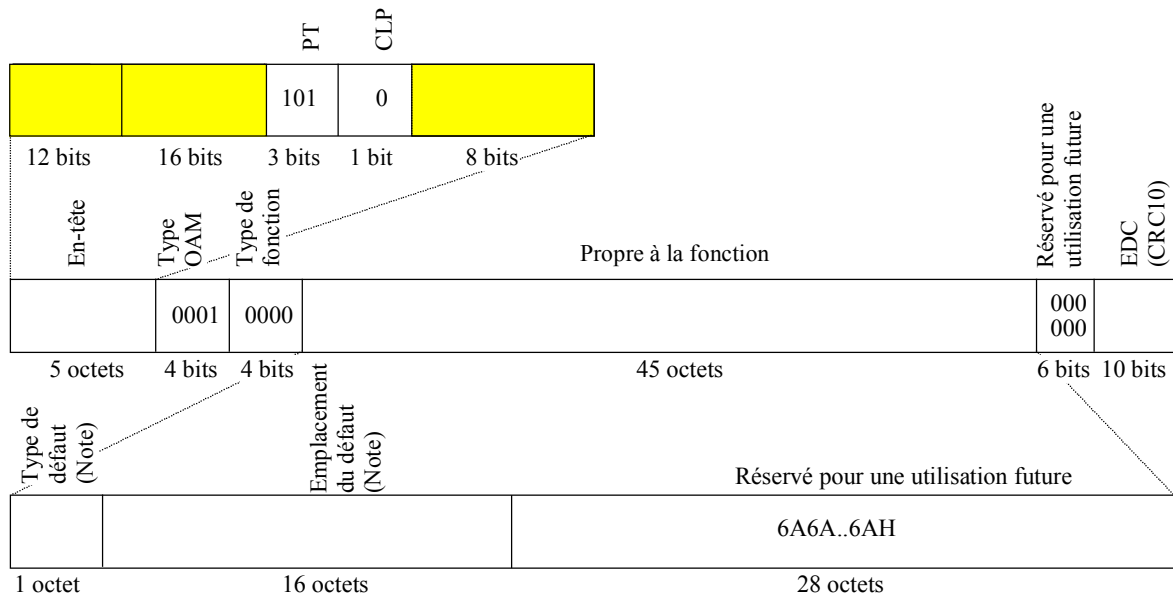 PT
CLP
101
0
12 bits
16 bits
3 bits
1 bit
8 bits
En-tête
Type
OAM
Type de
fonction
Propre à la fonction
Réservé pour une
utilisation future
EDC
(CRC10)
0001
0000
000
000
5 octets
4 bits
4 bits
45 octets
6 bits
10 bits
Type de
défaut
(Note)
Emplacement
du défaut
(Note)
Réservé pour une utilisation future
6A6A..6AH
1 octet
16 octets
28 octets